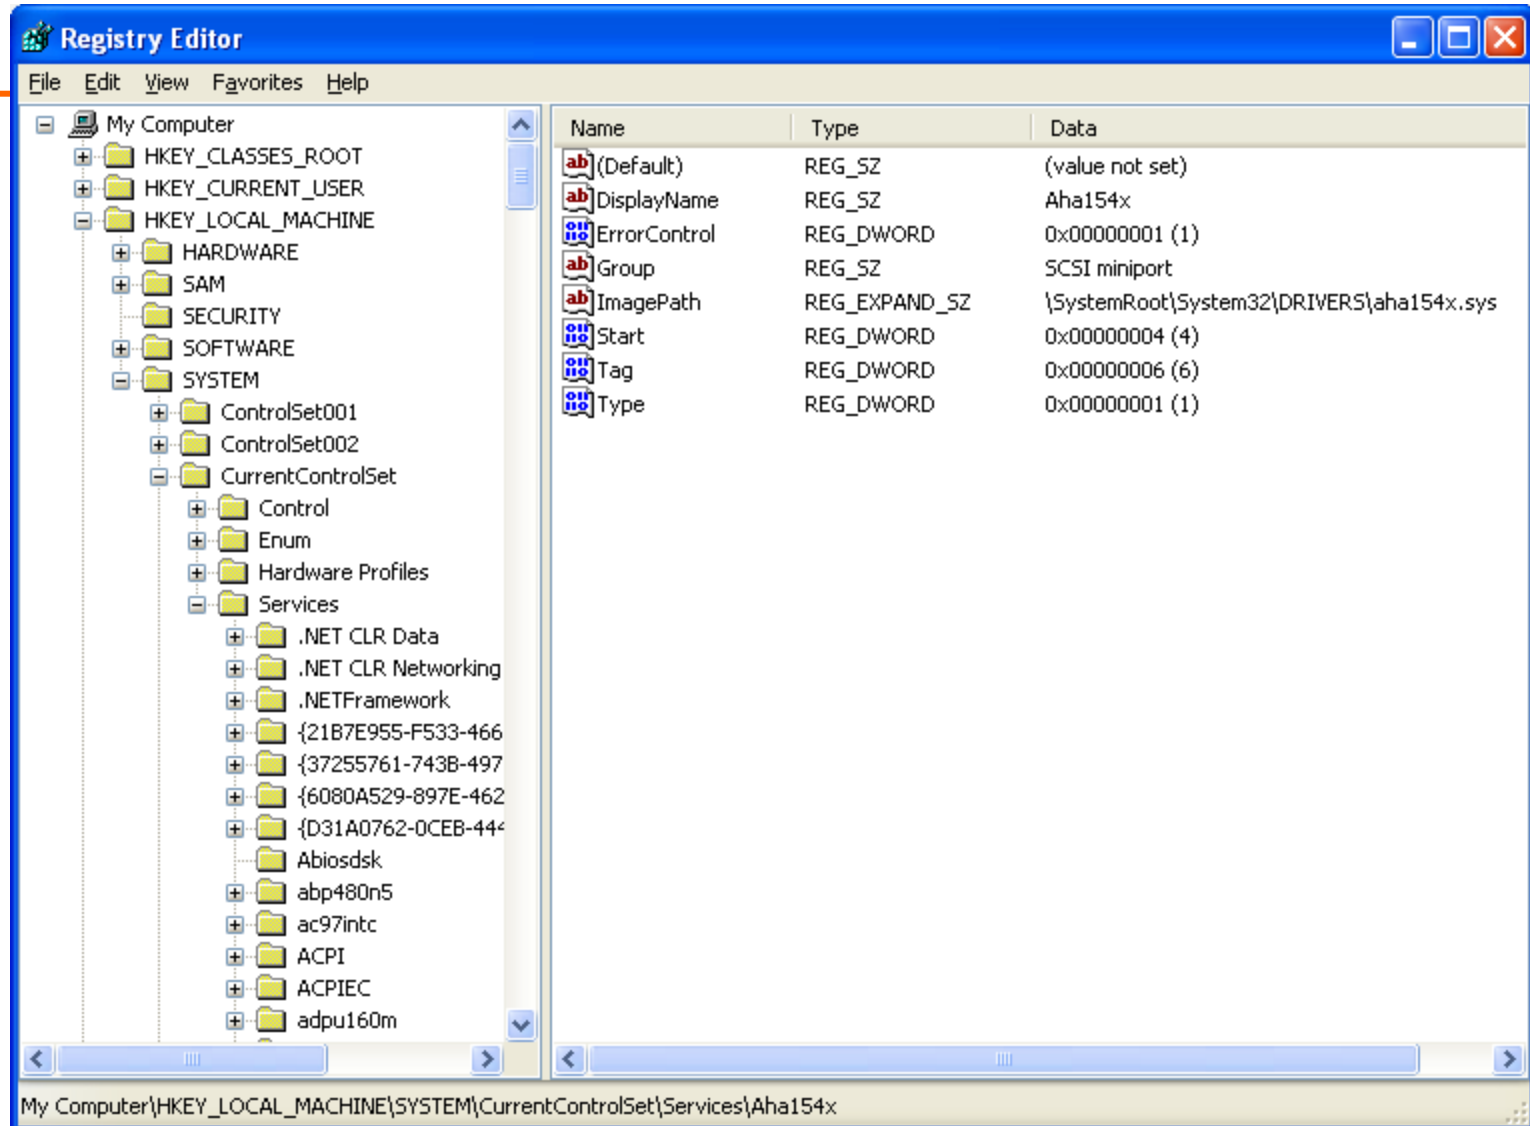 Registry Editor
File Edit View Favorites Help
My Computer
HKEY_CLASSES_ROOT
HKEY_CURRENT_USER
HKEY_LOCAL_MACHINE
HARDWARE
SAM
SECURITY
SOFTWARE
SYSTEM
ControlSet001
ControlSet002
CurrentControlSet
Control
Enum
Hardware Profiles
Services
.NET CLR Data
.NET CLR Networking
.NETFramework
{21B7E955-F533-466
{37255761-743B-497
{6080A529-897E-462
{D31A0762-0CEB-444
Abiosdsk
abp480n5
ac97intc
ACPI
ACPIEC
adpu160m
Name Type Data
(Default) REG_SZ (value not set)
DisplayName REG_SZ Aha154x
ErrorControl REG_DWORD 0x00000001 (1)
Group REG_SZ SCSI miniport
ImagePath REG_EXPAND_SZ \SystemRoot\System32\DRIVERS\aha154x.sys
Start REG_DWORD 0x00000004 (4)
Tag REG_DWORD 0x00000006 (6)
Type REG_DWORD 0x00000001 (1)
My Computer\HKEY_LOCAL_MACHINE\SYSTEM\CurrentControlSet\Services\Aha154x